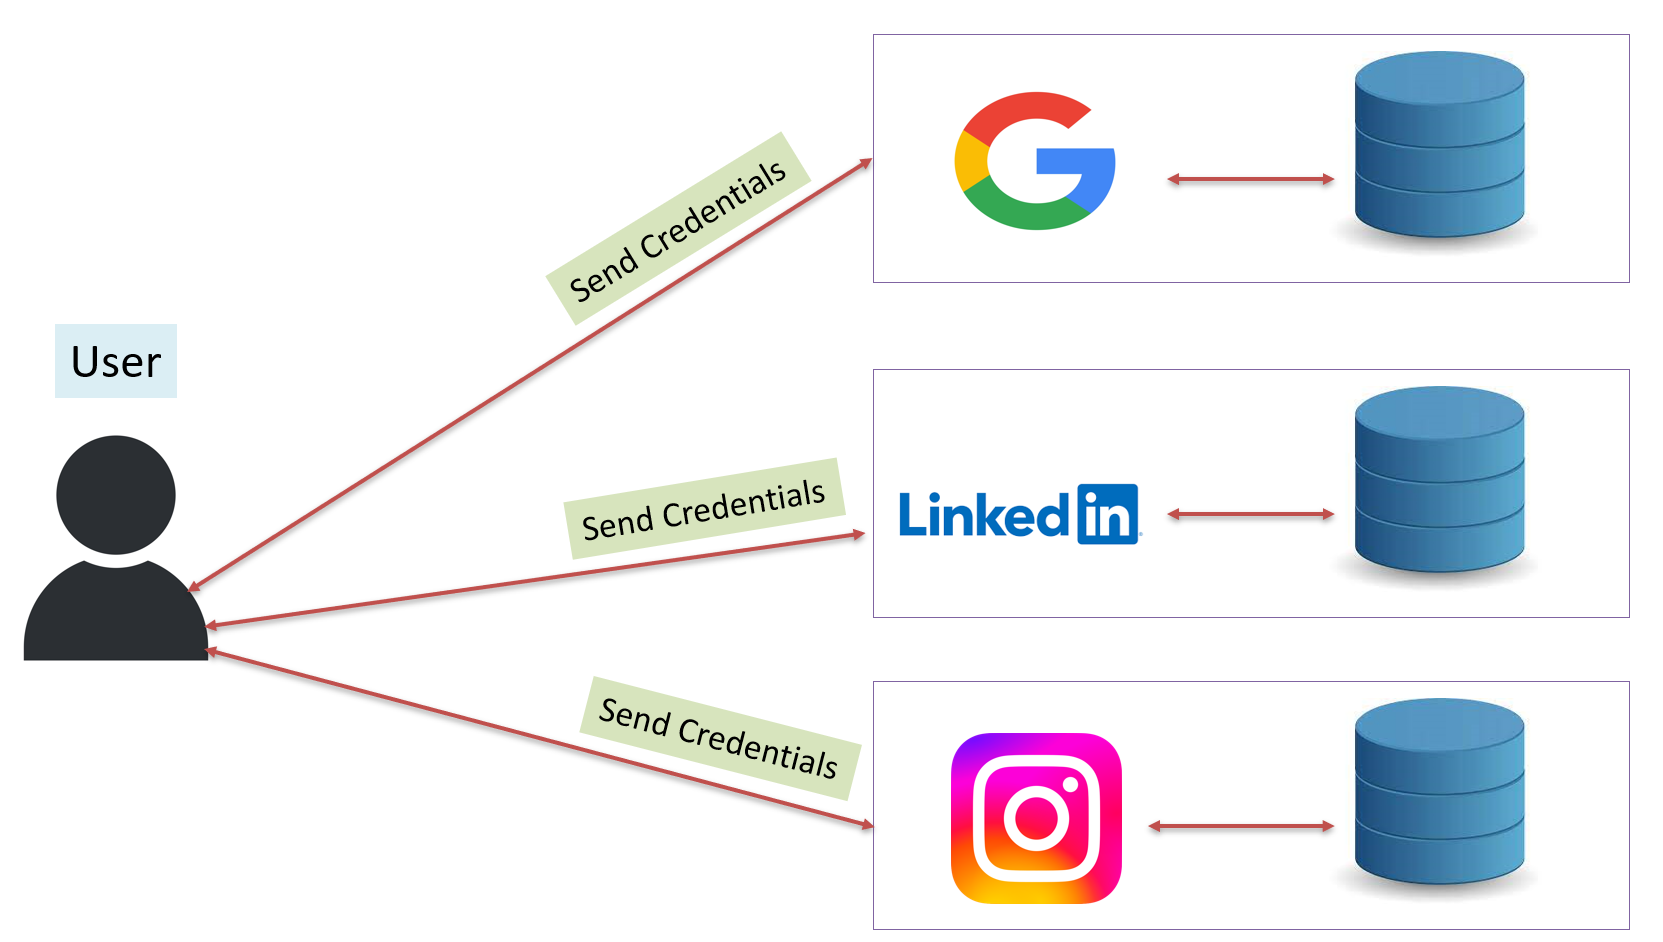 User
Send Credentials
Send Credentials
LinkedIn
Send Credentials